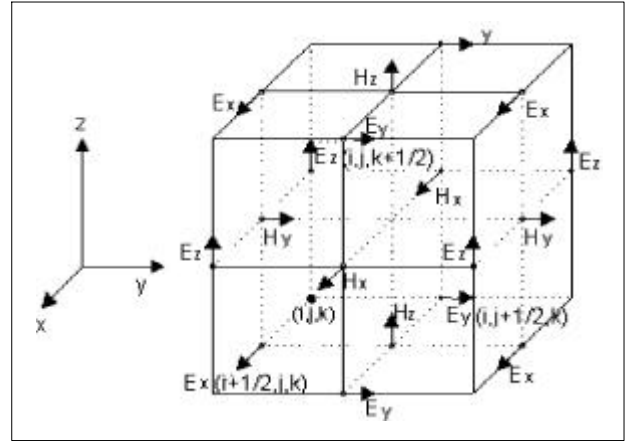 y
Hz
Ex
Ey
Ex
z
Ez(i,j,k+1/2)
Ez
Hx
Hy
Hy
Ez
Ez
y
Hx
x
(i,j,k)
Hz
Ey(i,j+1/2,k)
Ex(i+1/2,j,k)
Ex
Ey